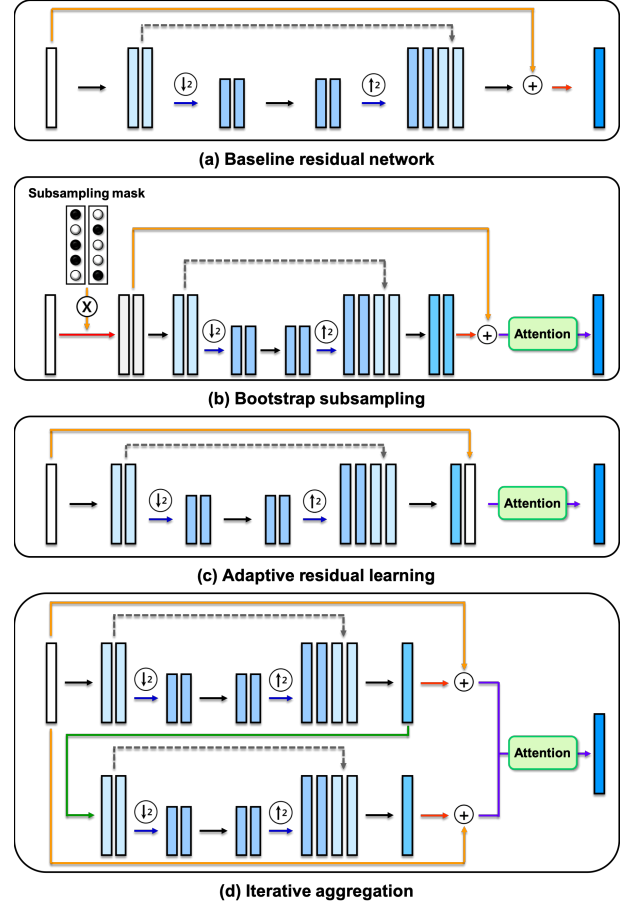 ↓2
↑2
+
(a) Baseline residual network
Subsampling mask
X
↓2
↑2
+
Attention
(b) Bootstrap subsampling
↓2
↑2
Attention
(c) Adaptive residual learning
↓2
↑2
+
Attention
↓2
↑2
+
(d) Iterative aggregation